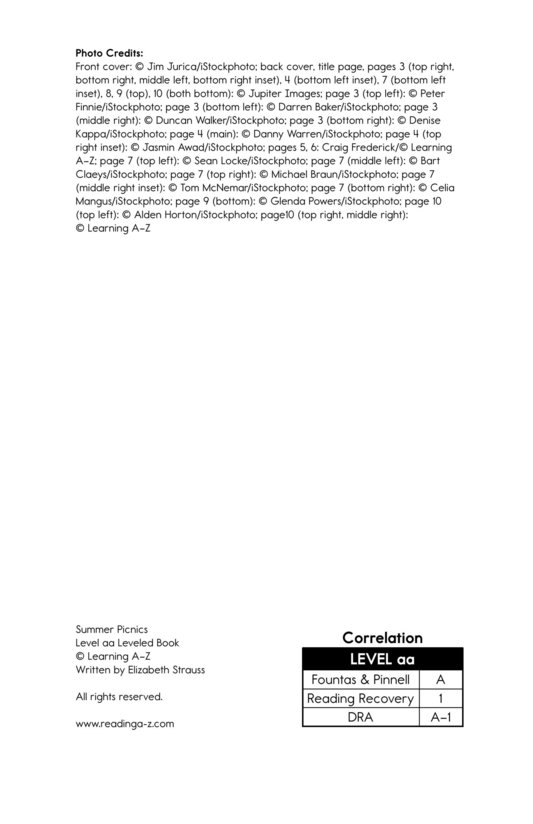 Photo Credits:
Front cover: © Jim Jurica/iStockphoto; back cover, title page, pages 3 (top right,
bottom right, middle left, bottom right inset), 4 (bottom left inset), 7 (bottom left
inset), 8, 9 (top), 10 (both bottom): © Jupiter Images; page 3 (top left): © Peter
Finnie/iStockphoto; page 3 (bottom left): © Darren Baker/iStockphoto; page 3
(middle right): © Duncan Walker/iStockphoto; page 3 (bottom right): © Denise
Kappa/iStockphoto; page 4 (main): © Danny Warren/iStockphoto; page 4 (top
right inset): © Jasmin Awad/iStockphoto; pages 5, 6: Craig Frederick/© Learning
A–Z; page 7 (top left): © Sean Locke/iStockphoto; page 7 (middle left): © Bart
Claeys/iStockphoto; page 7 (top right): © Michael Braun/iStockphoto; page 7
(middle right inset): © Tom McNemar/iStockphoto; page 7 (bottom right): © Celia
Mangus/iStockphoto; page 9 (bottom): © Glenda Powers/iStockphoto; page 10
(top left): © Alden Horton/iStockphoto; page10 (top right, middle right):
© Learning A–Z
Summer Picnics
Level aa Leveled Book
© Learning A–Z
Written by Elizabeth Strauss
All rights reserved.
www.readinga-z.com
Correlation
LEVEL aa
Fountas & Pinnell A
Reading Recovery 1
DRA A–1